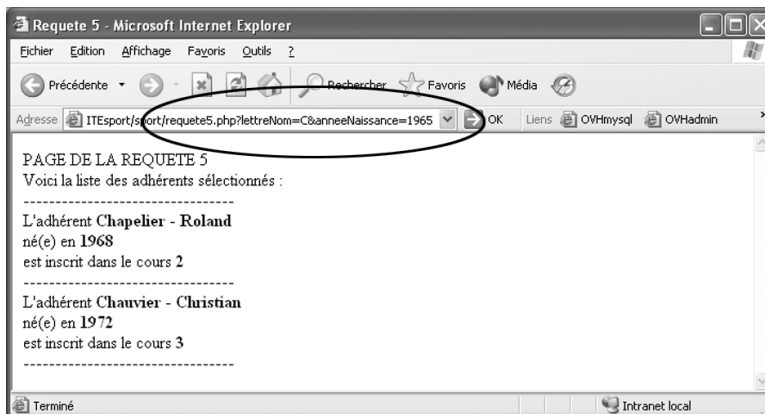 Requete 5 - Microsoft Internet Explorer
Fichier Edition Affichage Favoris Outils ?
Précédente Rechercher Favoris Média
Adresse ITEsport/sport/requete5.php?lettreNom=C&anneeNaissance=1965 OK Liens OVHmysql OVHadmin »
PAGE DE LA REQUETE 5
Voici la liste des adhérents sélectionnés :
---------------------------------
L'adhérent Chapelier - Roland
né(e) en 1968
est inscrit dans le cours 2
---------------------------------
L'adhérent Chauvier - Christian
né(e) en 1972
est inscrit dans le cours 3
---------------------------------
Terminé Intranet local